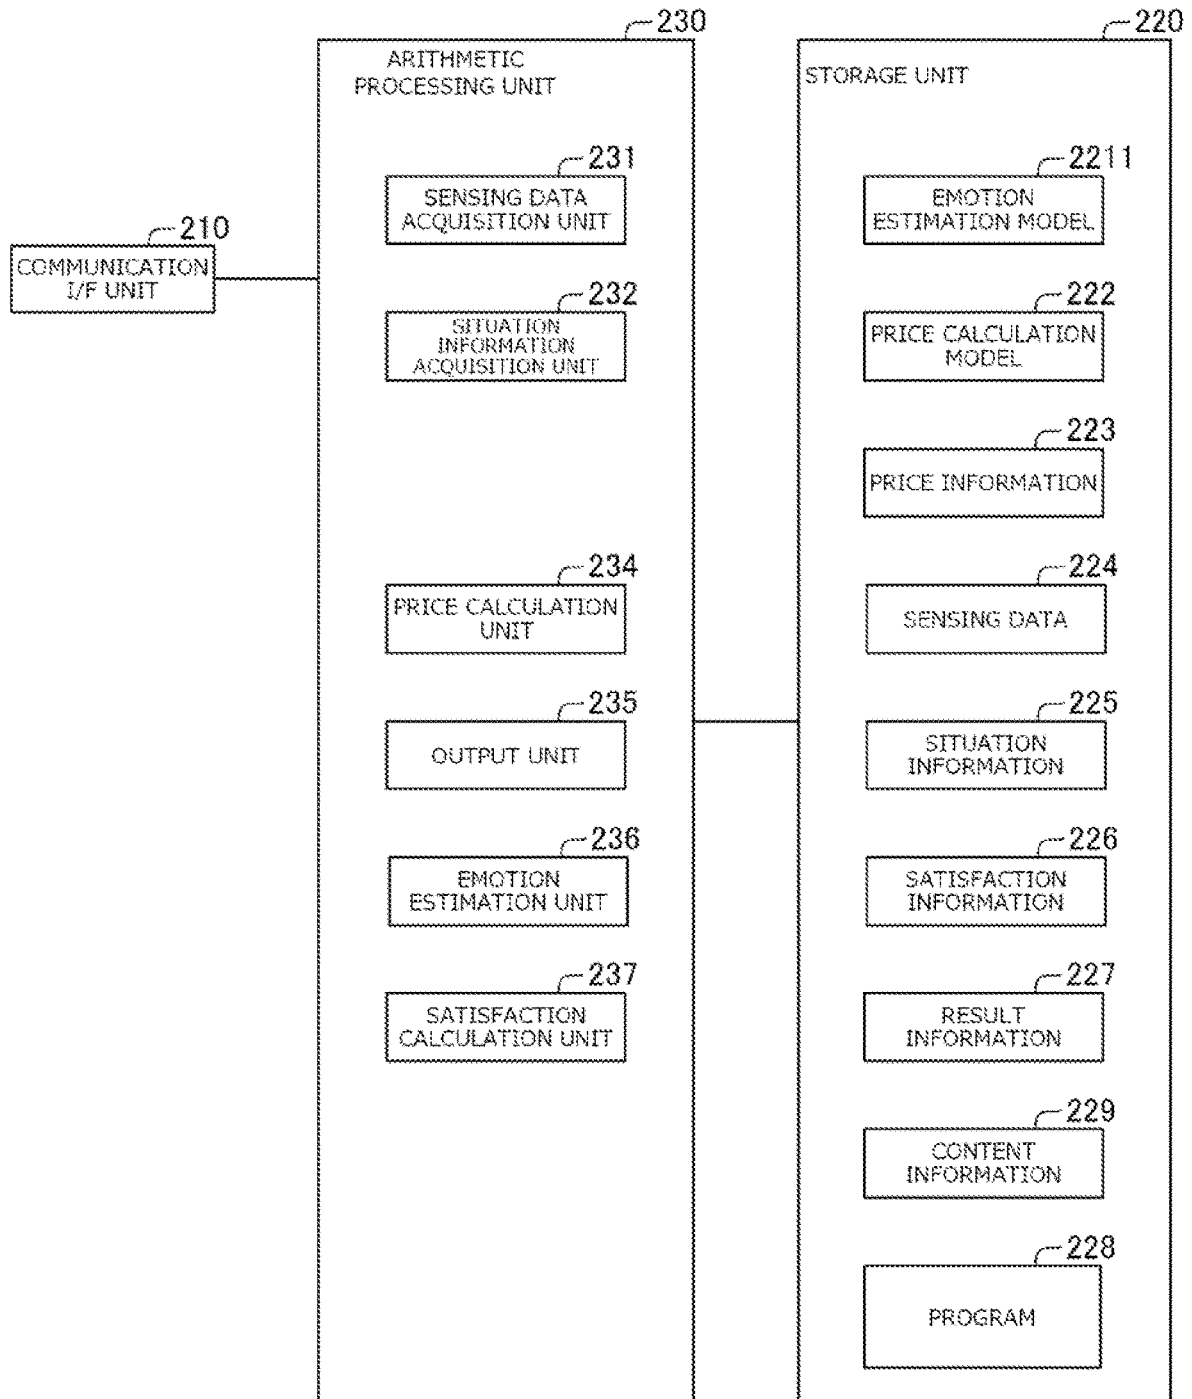 230
ARITHMETIC
PROCESSING UNIT
231
SENSING DATA
ACQUISITION UNIT
210
COMMUNICATION
I/F UNIT
232
SITUATION
INFORMATION
ACQUISITION UNIT
234
PRICE CALCULATION
UNIT
235
OUTPUT UNIT
236
EMOTION
ESTIMATION UNIT
237
SATISFACTION
CALCULATION UNIT
220
STORAGE UNIT
2211
EMOTION
ESTIMATION MODEL
222
PRICE CALCULATION
MODEL
223
PRICE INFORMATION
224
SENSING DATA
225
SITUATION
INFORMATION
226
SATISFACTION
INFORMATION
227
RESULT
INFORMATION
229
CONTENT
INFORMATION
228
PROGRAM